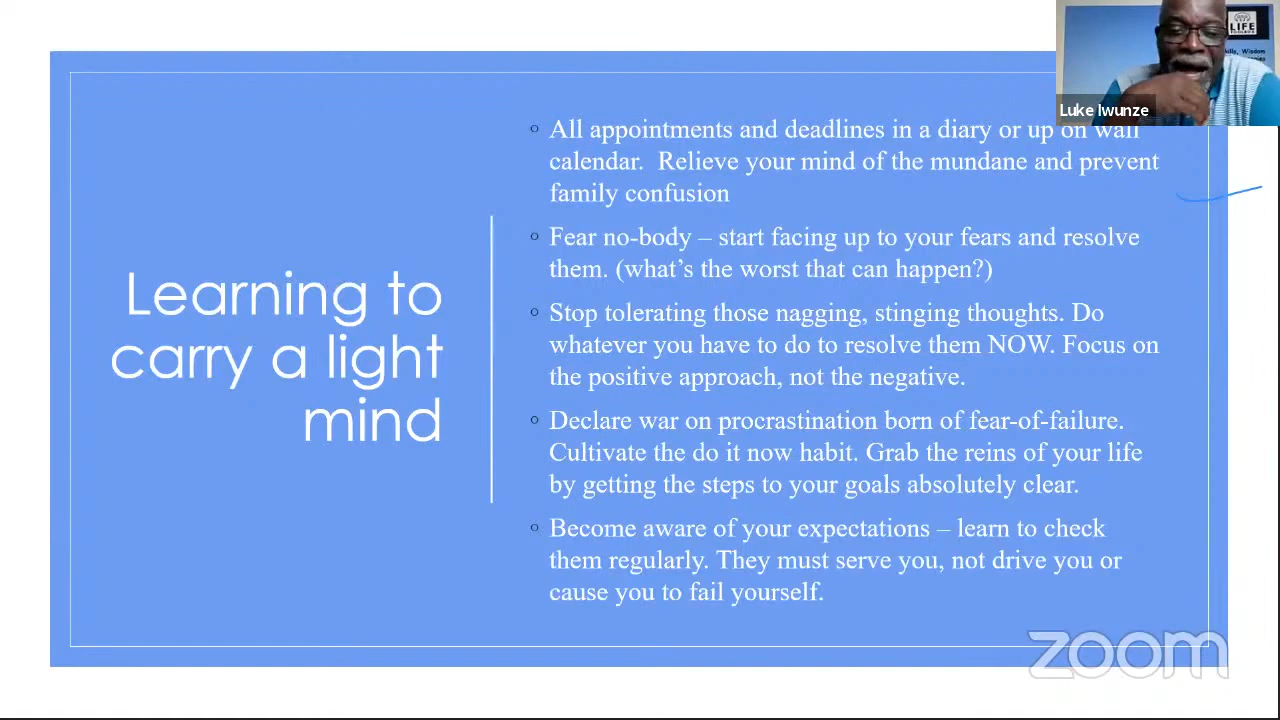 LIFE
Luke Iwunze
Learning to
carry a light
mind
◦ All appointments and deadlines in a diary or up on wall
calendar.  Relieve your mind of the mundane and prevent
family confusion
◦ Fear no-body – start facing up to your fears and resolve
them. (what’s the worst that can happen?)
◦ Stop tolerating those nagging, stinging thoughts. Do
whatever you have to do to resolve them NOW. Focus on
the positive approach, not the negative.
◦ Declare war on procrastination born of fear-of-failure.
Cultivate the do it now habit. Grab the reins of your life
by getting the steps to your goals absolutely clear.
◦ Become aware of your expectations – learn to check
them regularly. They must serve you, not drive you or
cause you to fail yourself.
zoom